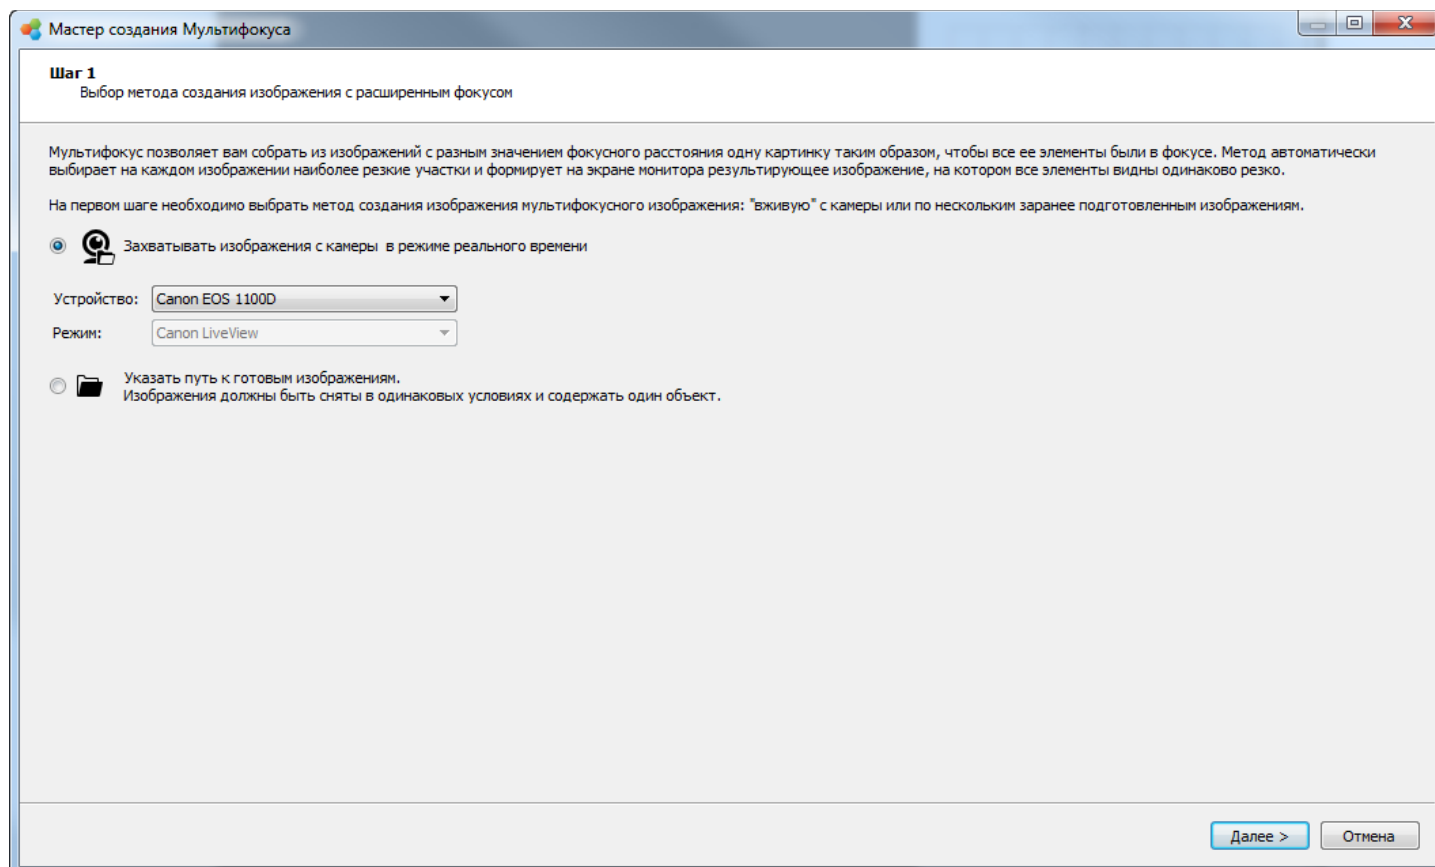 Мастер создания Мультифокуса
Шаг 1
Выбор метода создания изображения с расширенным фокусом
Мультифокус позволяет вам собрать из изображений с разным значением фокусного расстояния одну картинку таким образом, чтобы все ее элементы были в фокусе. Метод автоматически
выбирает на каждом изображении наиболее резкие участки и формирует на экране монитора результирующее изображение, на котором все элементы видны одинаково резко.
На первом шаге необходимо выбрать метод создания изображения мультифокусного изображения: "вживую" с камеры или по нескольким заранее подготовленным изображениям.
Захватывать изображения с камеры в режиме реального времени
Устройство: Canon EOS 1100D
Режим: Canon LiveView
Указать путь к готовым изображениям.
Изображения должны быть сняты в одинаковых условиях и содержать один объект.
Далее > Отмена